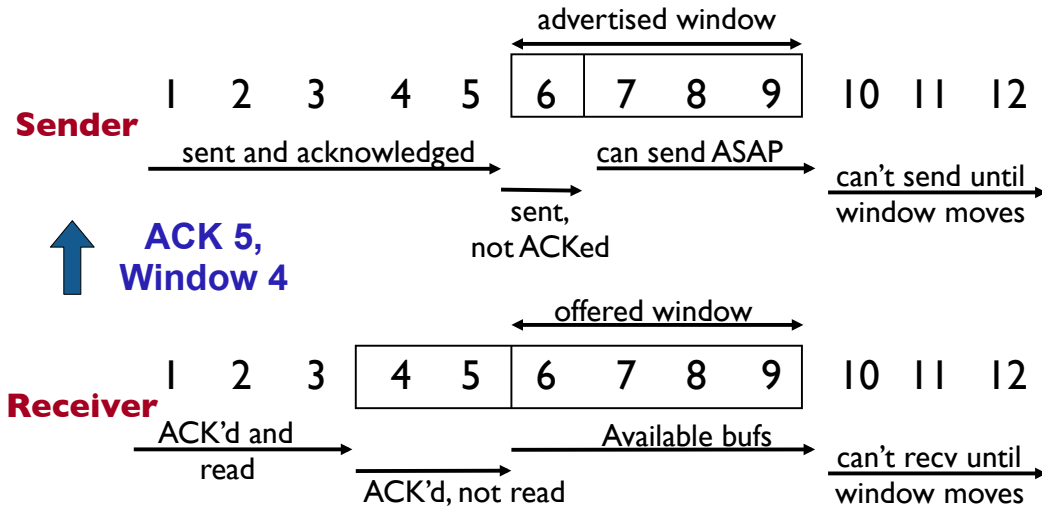 advertised window
1 2 3 4 5 6 7 8 9 10 11 12
Sender
sent and acknowledged
can send ASAP
can't send until
window moves
sent,
not ACKed
ACK 5,
Window 4
offered window
1 2 3 4 5 6 7 8 9 10 11 12
Receiver
ACK'd and
read
Available bufs
can't recv until
window moves
ACK'd, not read